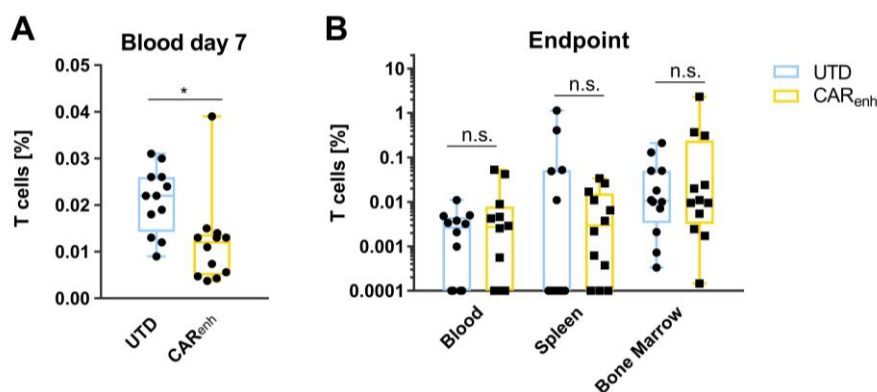 A
Blood day 7
T cells [%]
0.05
0.04
0.03
0.02
0.01
0.00
*
UTD
CARenh
B
Endpoint
T cells [%]
10
1
0.1
0.01
0.001
0.0001
n.s.
n.s.
n.s.
Blood
Spleen
Bone Marrow
UTD
CARenh